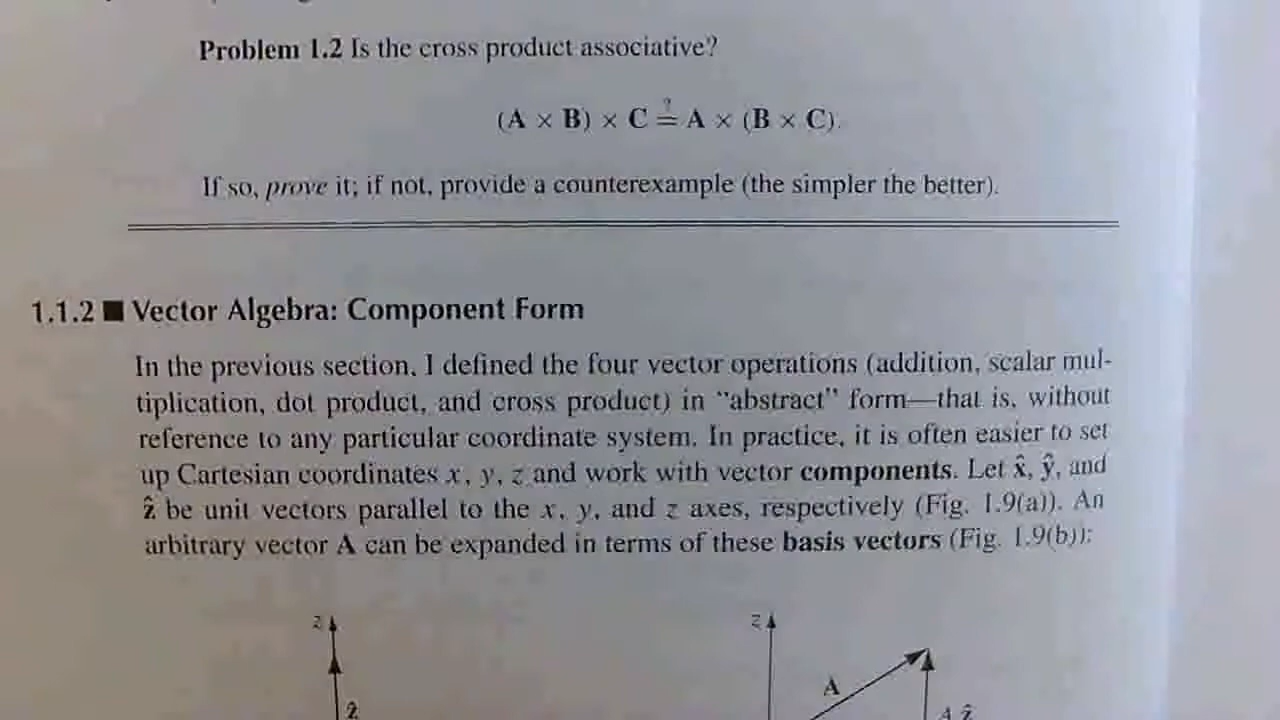 Problem 1.2 Is the cross product associative?
(A × B) × C ≟ A × (B × C).
If so, prove it; if not, provide a counterexample (the simpler the better).
1.1.2 ■ Vector Algebra: Component Form
In the previous section, I defined the four vector operations (addition, scalar mul-
tiplication, dot product, and cross product) in “abstract” form—that is, without
reference to any particular coordinate system. In practice, it is often easier to set
up Cartesian coordinates x, y, z and work with vector components. Let x̂, ŷ, and
ẑ be unit vectors parallel to the x, y, and z axes, respectively (Fig. 1.9(a)). An
arbitrary vector A can be expanded in terms of these basis vectors (Fig. 1.9(b)):
z z
A
ẑ